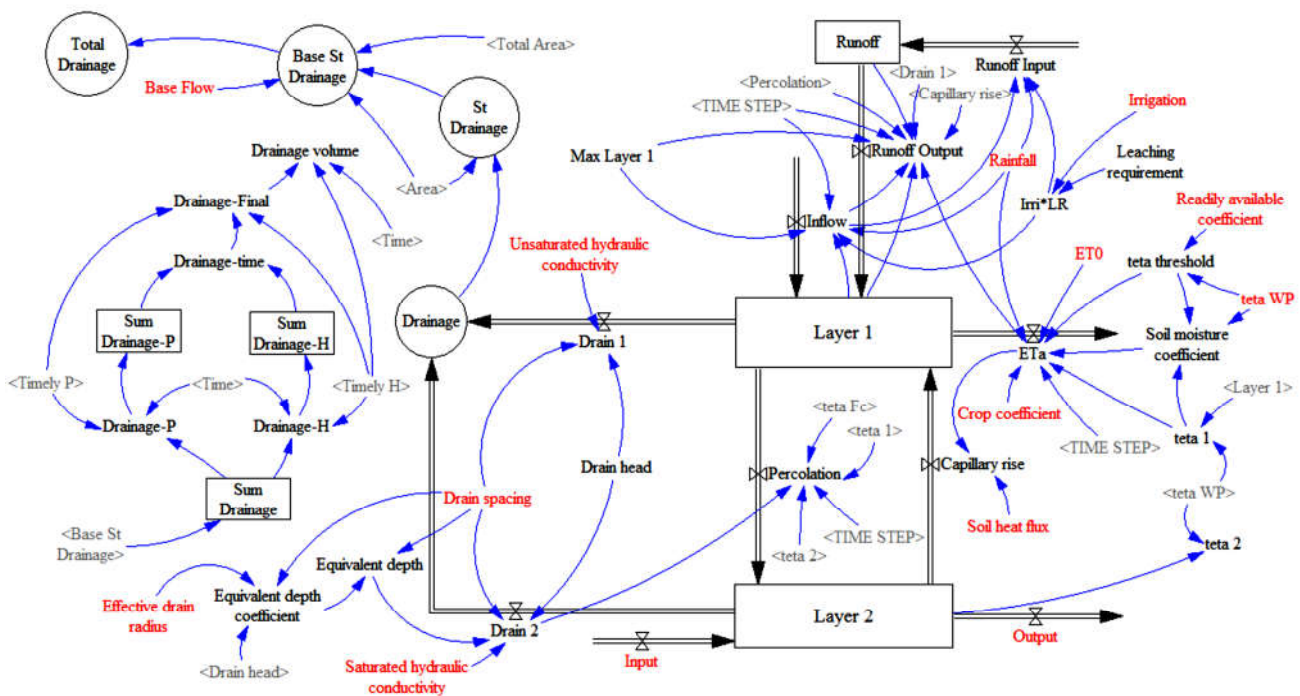 Total
Drainage
Base St
Drainage
<Total Area>
Base Flow
St
Drainage
Drainage volume
<Area>
Drainage-Final
<Time>
Drainage-time
Sum
Drainage-P
Sum
Drainage-H
<Timely P>
<Time>
<Timely H>
Drainage-P
Drainage-H
Sum
Drainage
<Base St
Drainage>
Effective drain
radius
Equivalent depth
coefficient
<Drain head>
Equivalent depth
Drain spacing
Saturated hydraulic
conductivity
Drain 2
Unsaturated hydraulic
conductivity
Drainage
Drain 1
Drain head
Runoff
Runoff Input
<Percolation>
<Drain 1>
<Capillary rise>
<TIME STEP>
Max Layer 1
Runoff Output
Inflow
Rainfall
Irrigation
Leaching
requirement
Irri*LR
Readily available
coefficient
teta threshold
ET0
teta WP
Soil moisture
coefficient
Layer 1
ETa
<Layer 1>
Crop coefficient
<TIME STEP>
teta 1
<teta Fc>
<teta 1>
Percolation
Capillary rise
<teta WP>
Soil heat flux
<TIME STEP>
<teta 2>
teta 2
Layer 2
Input
Output